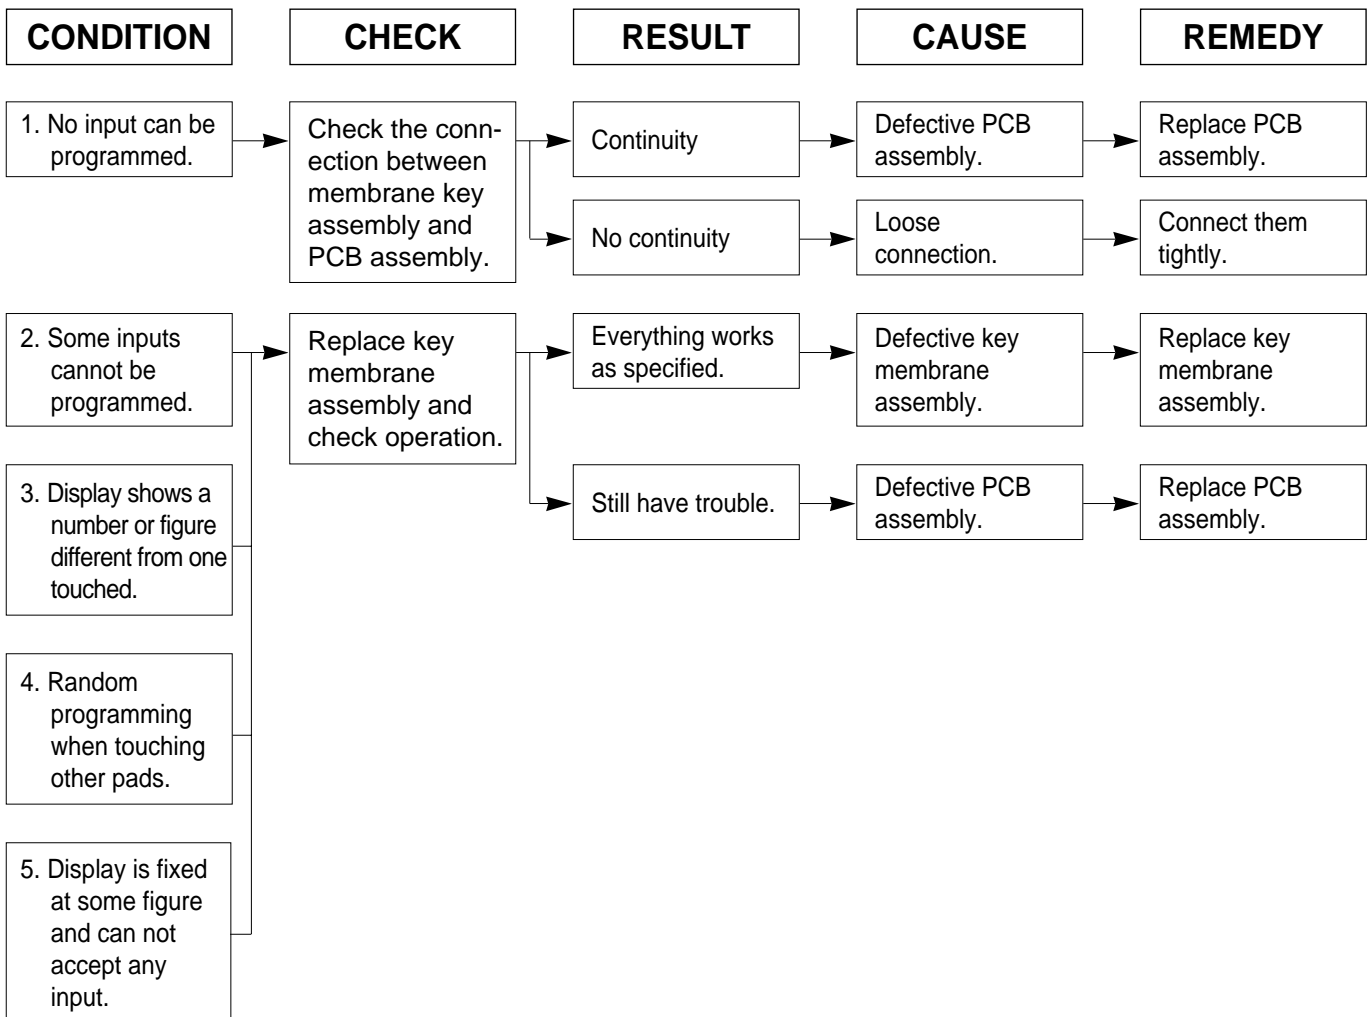 CONDITION
CHECK
RESULT
CAUSE
REMEDY
1. No input can be
programmed.
Check the conn-
ection between
membrane key
assembly and
PCB assembly.
Continuity
Defective PCB
assembly.
Replace PCB
assembly.
No continuity
Loose
connection.
Connect them
tightly.
2. Some inputs
cannot be
programmed.
Replace key
membrane
assembly and
check operation.
Everything works
as specified.
Defective key
membrane
assembly.
Replace key
membrane
assembly.
3. Display shows a
number or figure
different from one
touched.
Still have trouble.
Defective PCB
assembly.
Replace PCB
assembly.
4. Random
programming
when touching
other pads.
5. Display is fixed
at some figure
and can not
accept any
input.